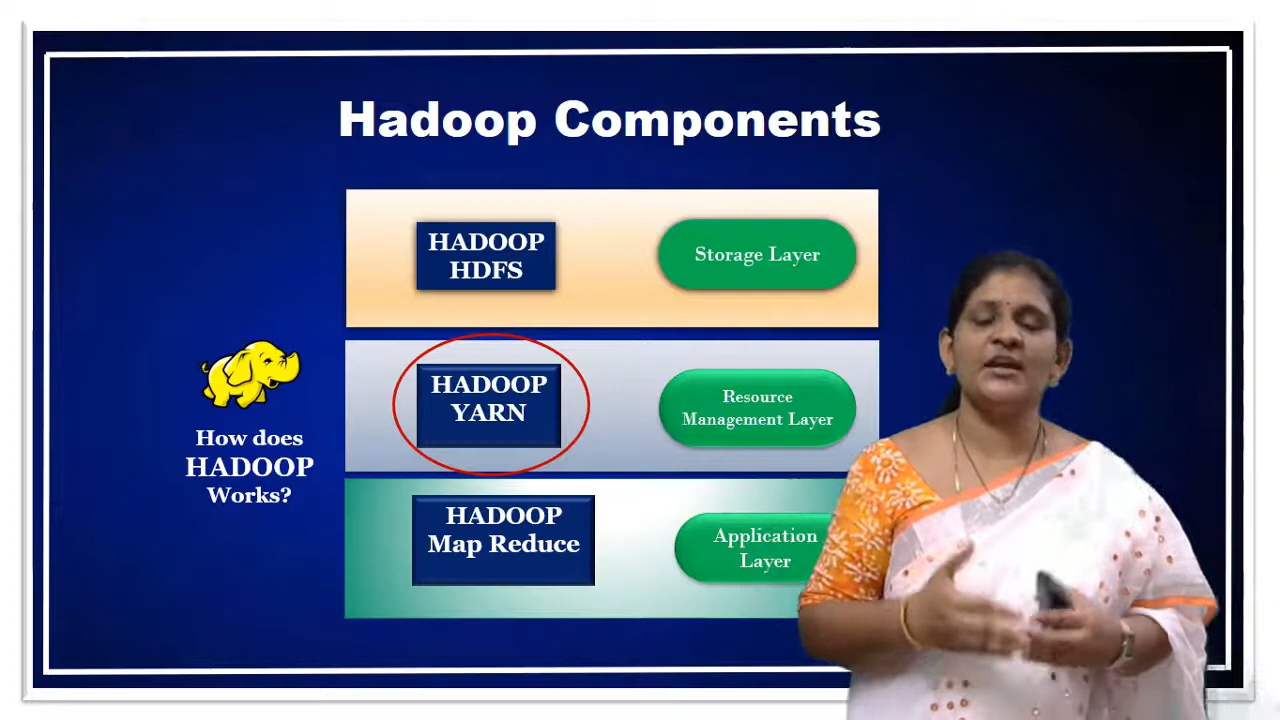 Hadoop Components
HADOOP
HDFS
Storage Layer
HADOOP
YARN
Resource
Management Layer
How does
HADOOP
Works?
HADOOP
Map Reduce
Application
Layer